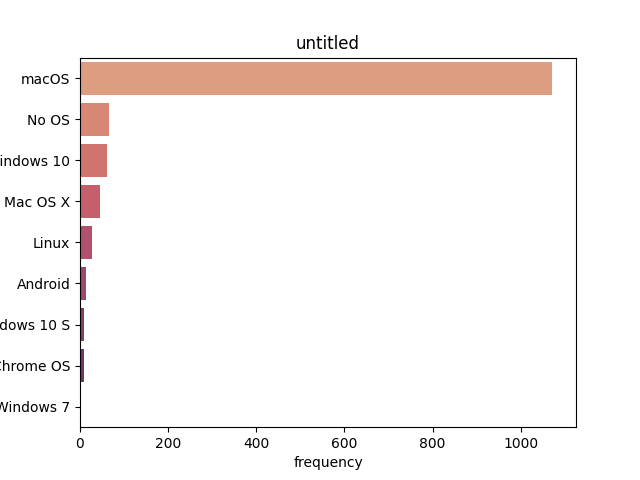 untitled
macOS
No OS
indows 10
Mac OS X
Linux
Android
dows 10 S
Chrome OS
Windows 7
0 200 400 600 800 1000
frequency